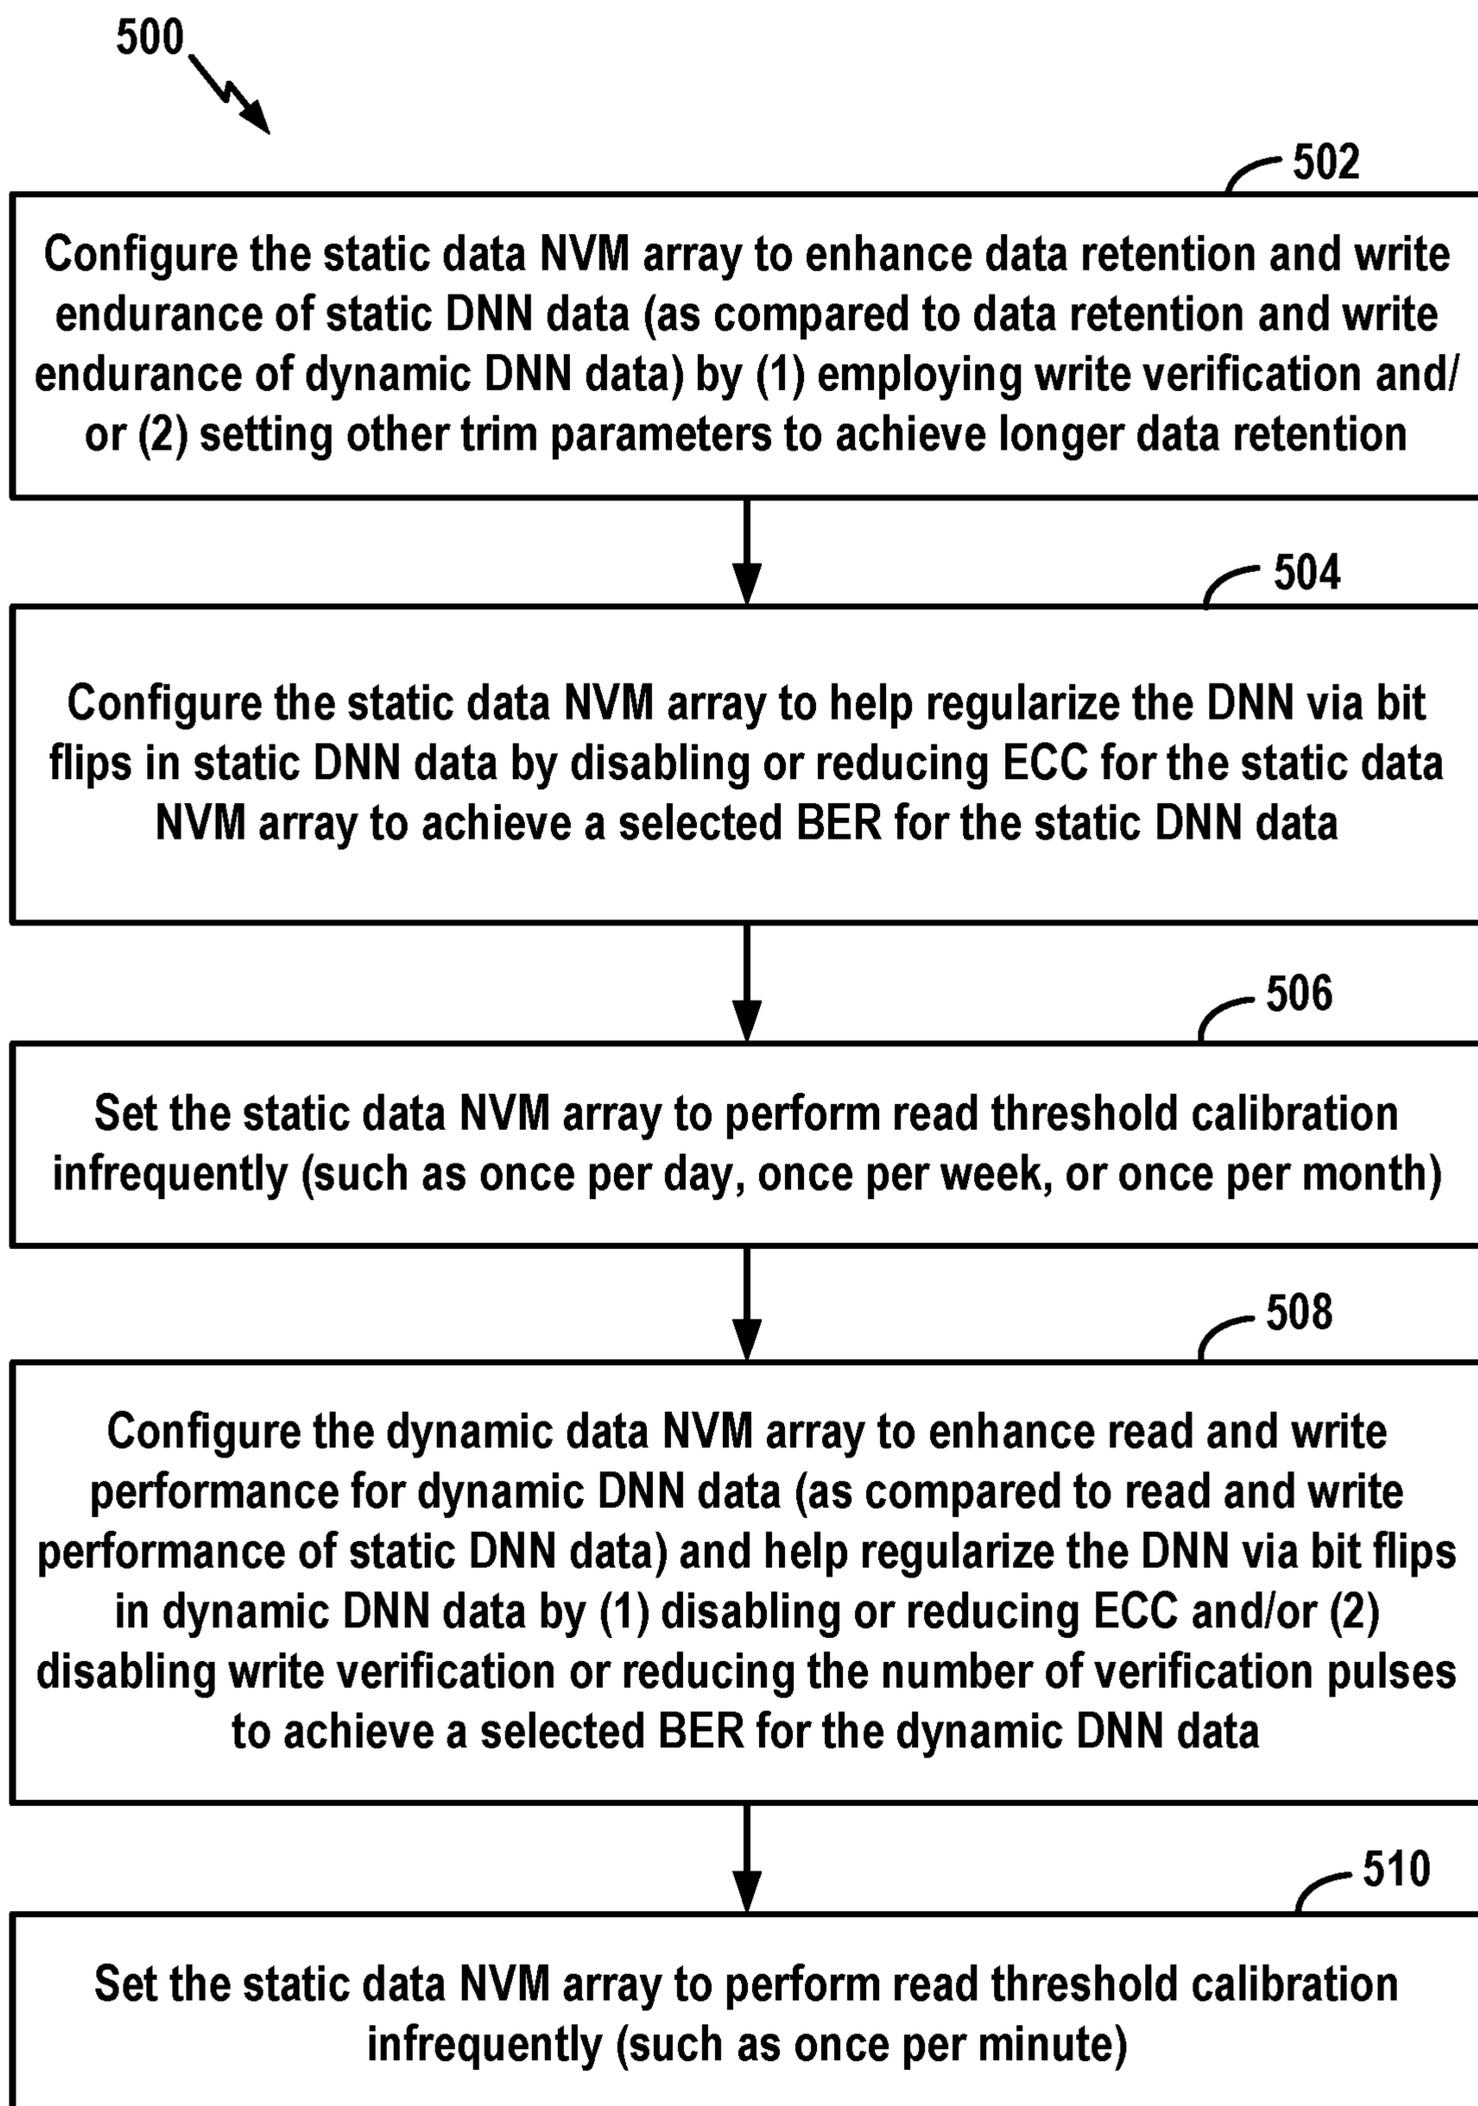 500
502
Configure the static data NVM array to enhance data retention and write
endurance of static DNN data (as compared to data retention and write
endurance of dynamic DNN data) by (1) employing write verification and/
or (2) setting other trim parameters to achieve longer data retention
504
Configure the static data NVM array to help regularize the DNN via bit
flips in static DNN data by disabling or reducing ECC for the static data
NVM array to achieve a selected BER for the static DNN data
506
Set the static data NVM array to perform read threshold calibration
infrequently (such as once per day, once per week, or once per month)
508
Configure the dynamic data NVM array to enhance read and write
performance for dynamic DNN data (as compared to read and write
performance of static DNN data) and help regularize the DNN via bit flips
in dynamic DNN data by (1) disabling or reducing ECC and/or (2)
disabling write verification or reducing the number of verification pulses
to achieve a selected BER for the dynamic DNN data
510
Set the static data NVM array to perform read threshold calibration
infrequently (such as once per minute)